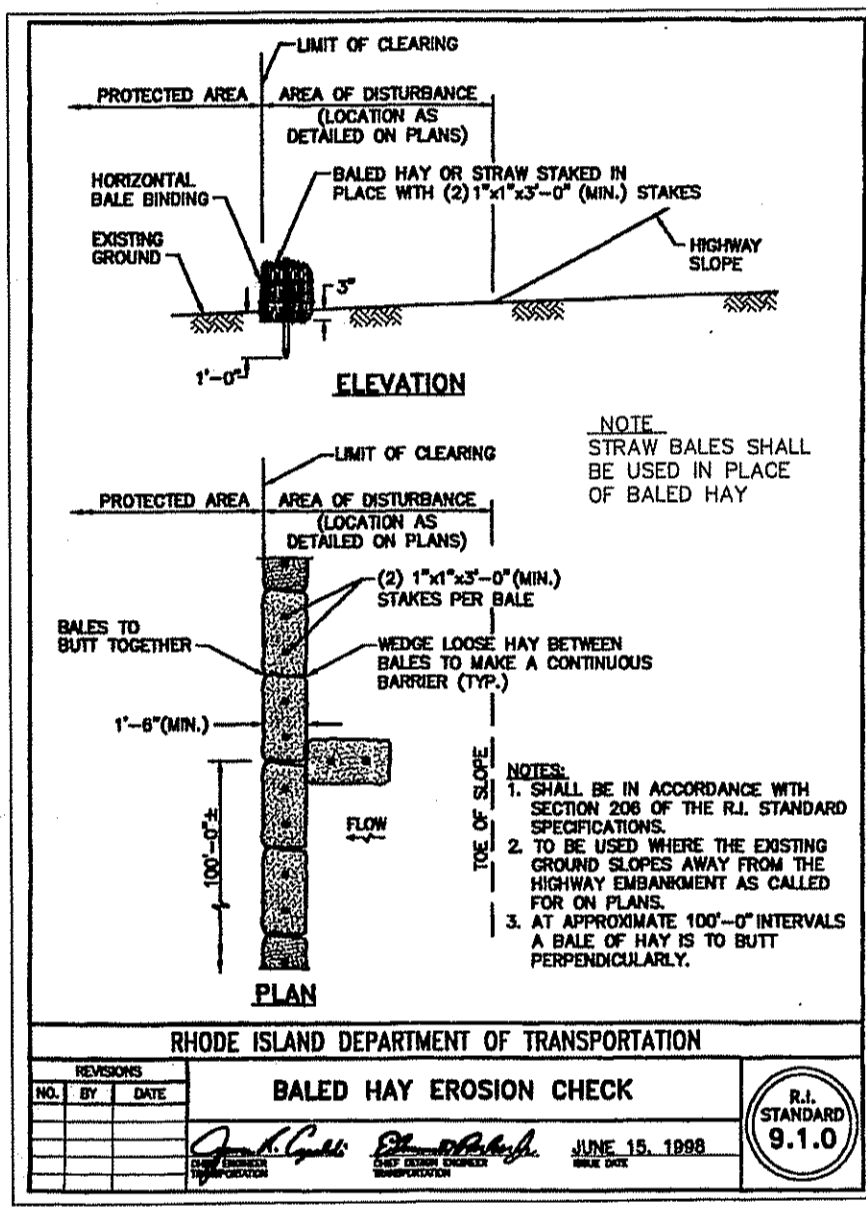 LIMIT OF CLEARING
PROTECTED AREA
AREA OF DISTURBANCE
(LOCATION AS
DETAILED ON PLANS)
HORIZONTAL
BALE BINDING
BALED HAY OR STRAW STAKED IN
PLACE WITH (2) 1"x1"x3'-0" (MIN.) STAKES
EXISTING
GROUND
HIGHWAY
SLOPE
3"
1'-0"
ELEVATION
NOTE
STRAW BALES SHALL
BE USED IN PLACE
OF BALED HAY
LIMIT OF CLEARING
PROTECTED AREA
AREA OF DISTURBANCE
(LOCATION AS
DETAILED ON PLANS)
(2) 1"x1"x3'-0"(MIN.)
STAKES PER BALE
BALES TO
BUTT TOGETHER
WEDGE LOOSE HAY BETWEEN
BALES TO MAKE A CONTINUOUS
BARRIER (TYP.)
1'-6"(MIN.)
100'-0"±
FLOW
TOE OF SLOPE
NOTES:
1. SHALL BE IN ACCORDANCE WITH
SECTION 206 OF THE R.I. STANDARD
SPECIFICATIONS.
2. TO BE USED WHERE THE EXISTING
GROUND SLOPES AWAY FROM THE
HIGHWAY EMBANKMENT AS CALLED
FOR ON PLANS.
3. AT APPROXIMATE 100'-0" INTERVALS
A BALE OF HAY IS TO BUTT
PERPENDICULARLY.
PLAN
RHODE ISLAND DEPARTMENT OF TRANSPORTATION
REVISIONS
NO. BY DATE
BALED HAY EROSION CHECK
CHIEF ENGINEER
TRANSPORTATION
CHIEF DESIGN ENGINEER
TRANSPORTATION
JUNE 15, 1998
ISSUE DATE
R.I.
STANDARD
9.1.0